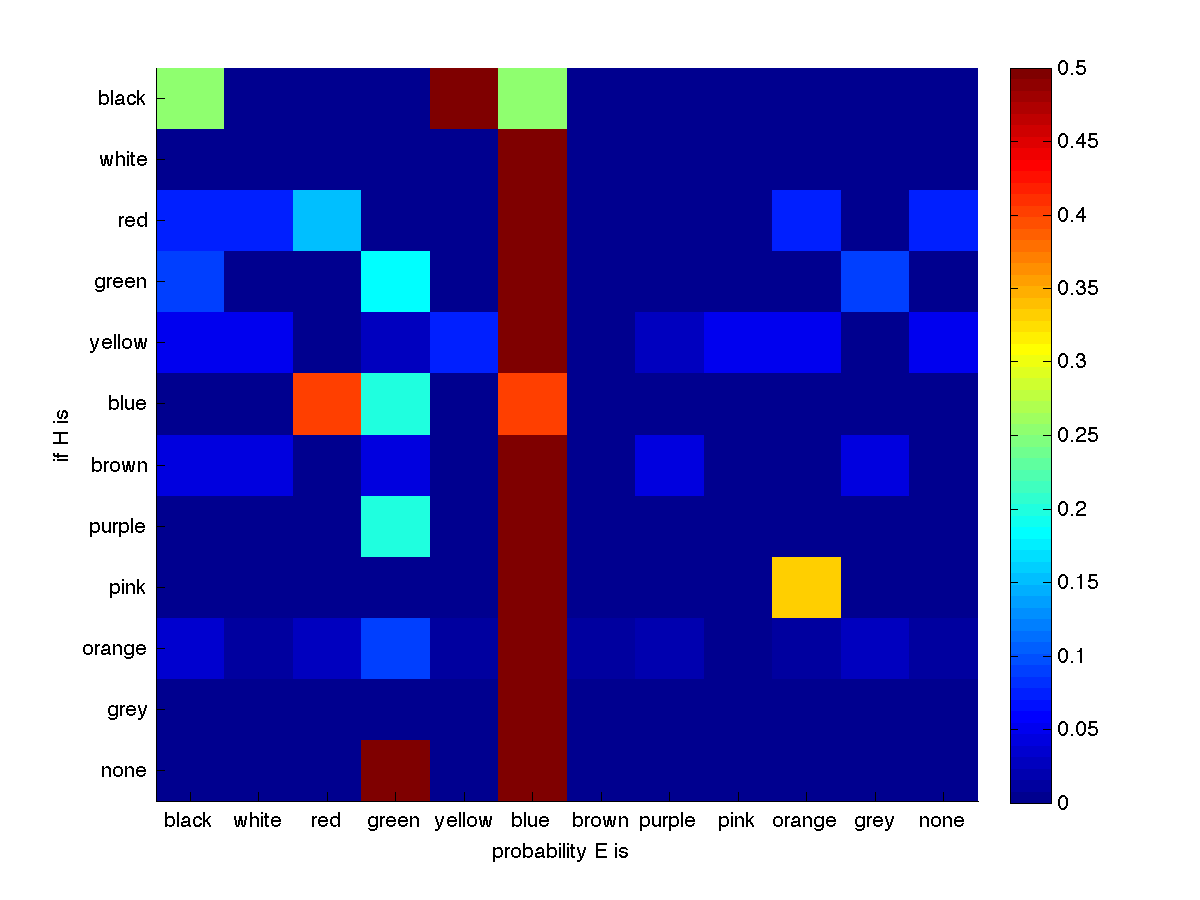 black
white
red
green
yellow
blue
brown
purple
pink
orange
grey
none
if H is
black white red green yellow blue brown purple pink orange grey none
probability E is
0.5
0.45
0.4
0.35
0.3
0.25
0.2
0.15
0.1
0.05
0